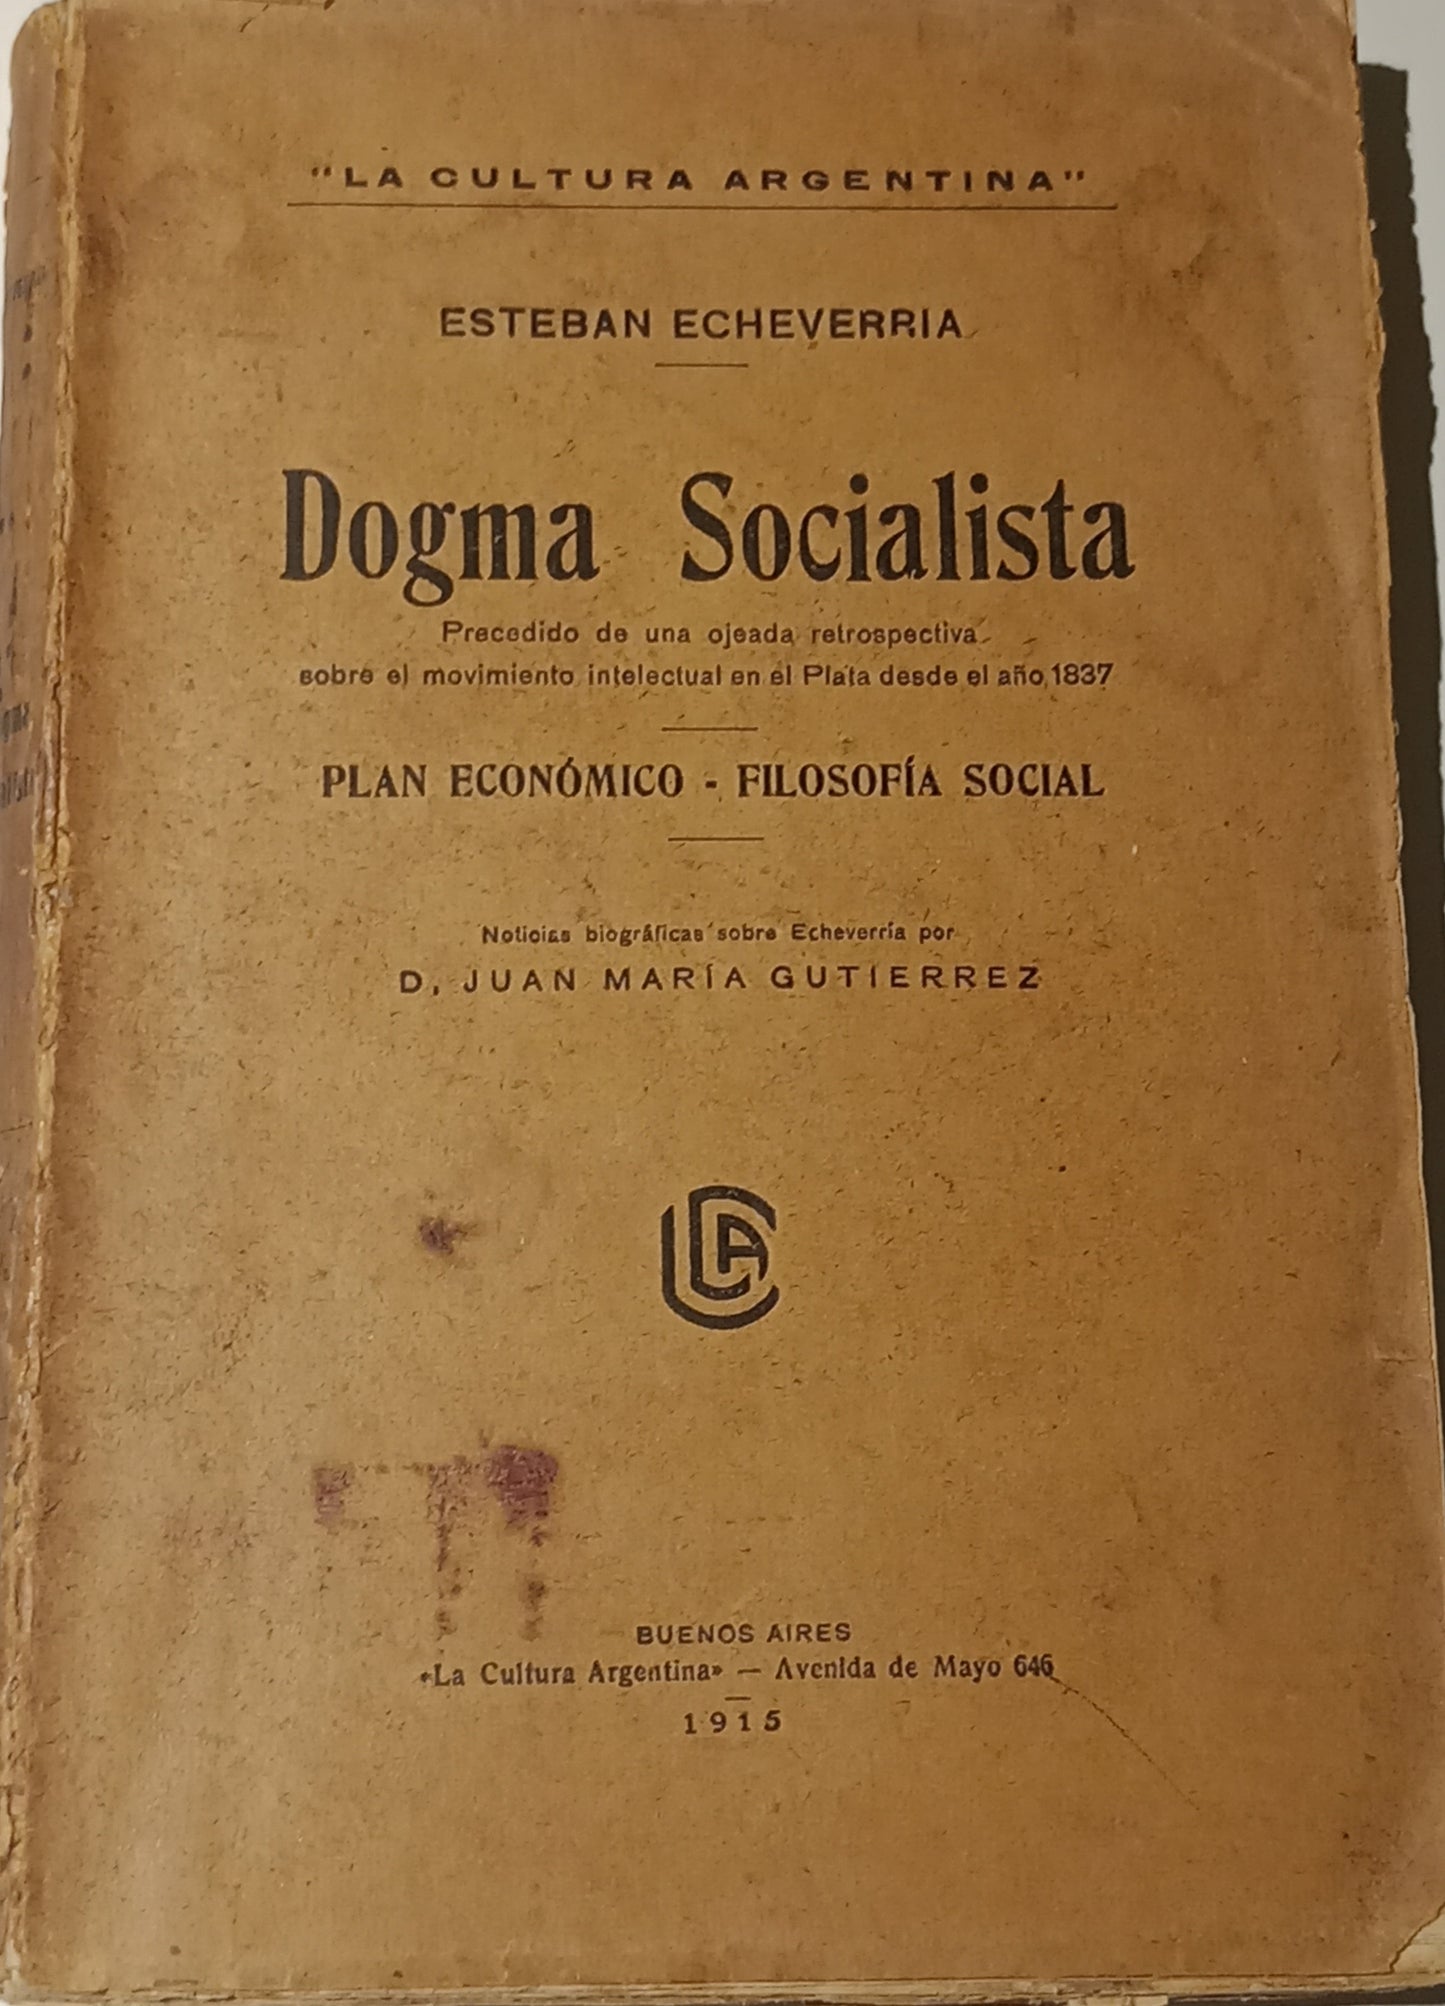 "LA CULTURA ARGENTINA"
ESTEBAN ECHEVERRIA
Dogma Socialista
Precedido de una ojeada retrospectiva
sobre el movimiento intelectual en el Plata desde el año 1837
PLAN ECONÓMICO - FILOSOFÍA SOCIAL
Noticias biográficas sobre Echeverría por
D. JUAN MARÍA GUTIERREZ
LCA
BUENOS AIRES
«La Cultura Argentina» — Avenida de Mayo 646
1915